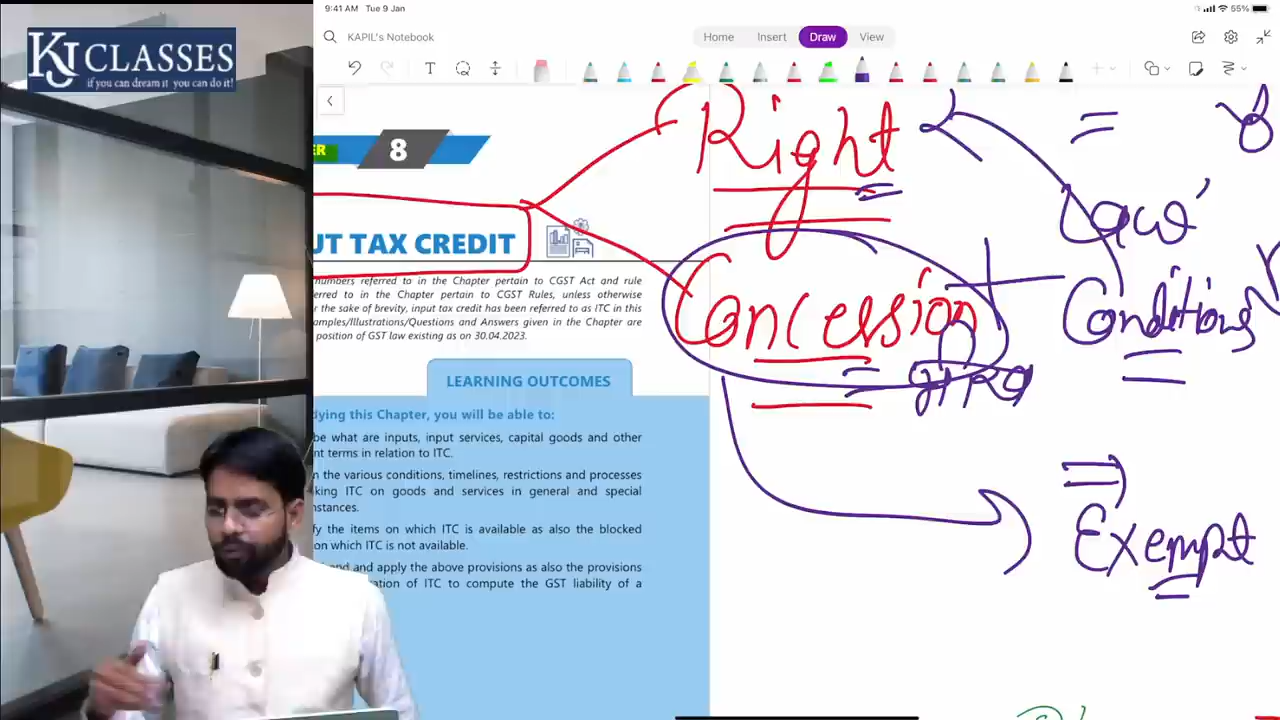 9:41 AM Tue 9 Jan
55%
KJ CLASSES
if you can dream it you can do it!
KAPIL's Notebook
Home Insert Draw View
ER
8
UT TAX CREDIT
numbers referred to in the Chapter pertain to CGST Act and rule
erred to in the Chapter pertain to CGST Rules, unless otherwise
r the sake of brevity, input tax credit has been referred to as ITC in this
amples/Illustrations/Questions and Answers given in the Chapter are
position of GST law existing as on 30.04.2023.
LEARNING OUTCOMES
dying this Chapter, you will be able to:
be what are inputs, input services, capital goods and other
nt terms in relation to ITC.
n the various conditions, timelines, restrictions and processes
king ITC on goods and services in general and special
nstances.
fy the items on which ITC is available as also the blocked
on which ITC is not available.
nd and apply the above provisions as also the provisions
ation of ITC to compute the GST liability of a
Right
=
Law
Concession
Conditions
Exempt